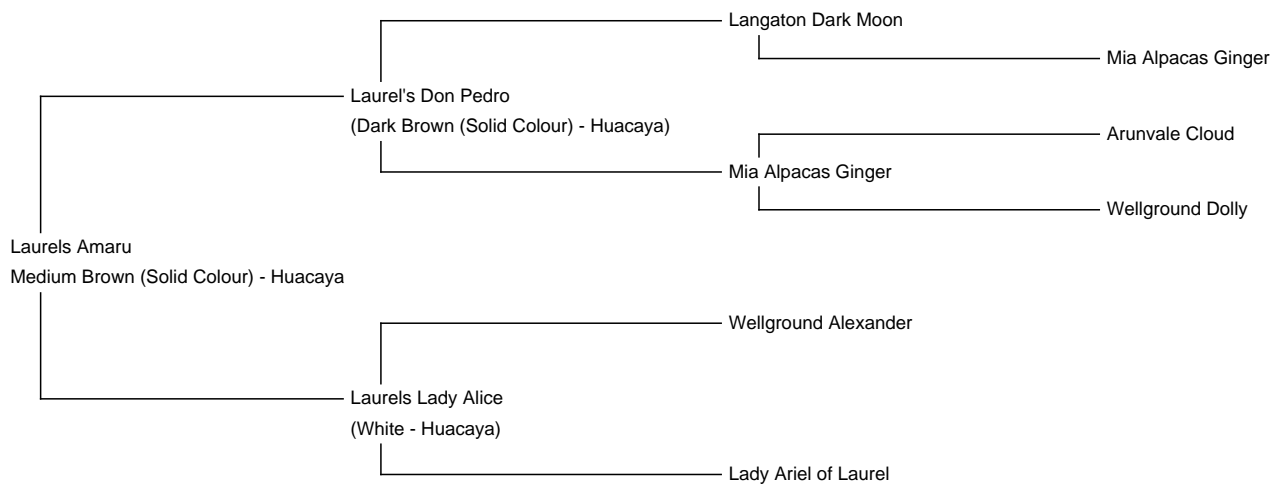 Langaton Dark Moon
Mia Alpacas Ginger
Laurel's Don Pedro
(Dark Brown (Solid Colour) - Huacaya)
Arunvale Cloud
Mia Alpacas Ginger
Wellground Dolly
Laurels Amaru
Medium Brown (Solid Colour) - Huacaya
Wellground Alexander
Laurels Lady Alice
(White - Huacaya)
Lady Ariel of Laurel